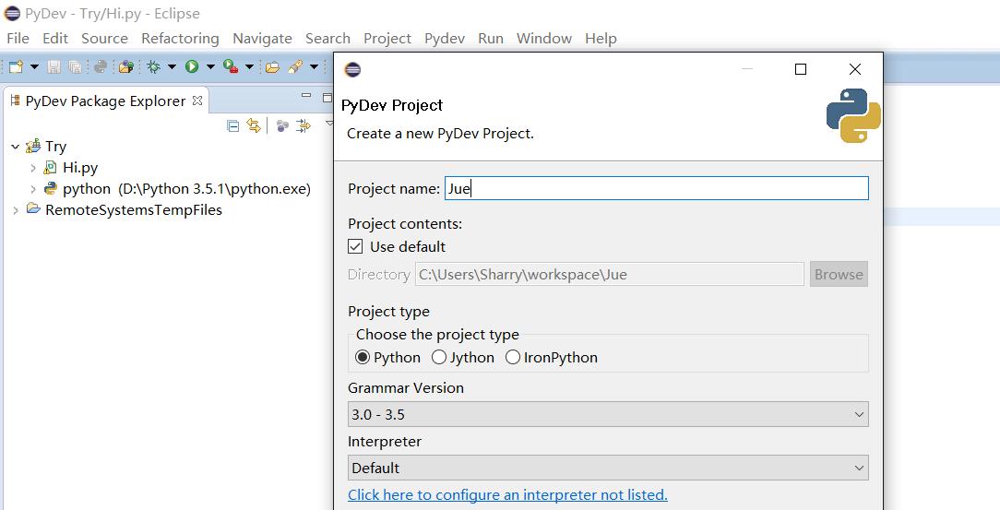 PyDev - Try/Hi.py - Eclipse
File Edit Source Refactoring Navigate Search Project Pydev Run Window Help
PyDev Package Explorer
Try
Hi.py
python (D:\Python 3.5.1\python.exe)
RemoteSystemsTempFiles
PyDev Project
Create a new PyDev Project.
Project name: Jue
Project contents:
Use default
Directory C:\Users\Sharry\workspace\Jue Browse
Project type
Choose the project type
Python Jython IronPython
Grammar Version
3.0 - 3.5
Interpreter
Default
Click here to configure an interpreter not listed.